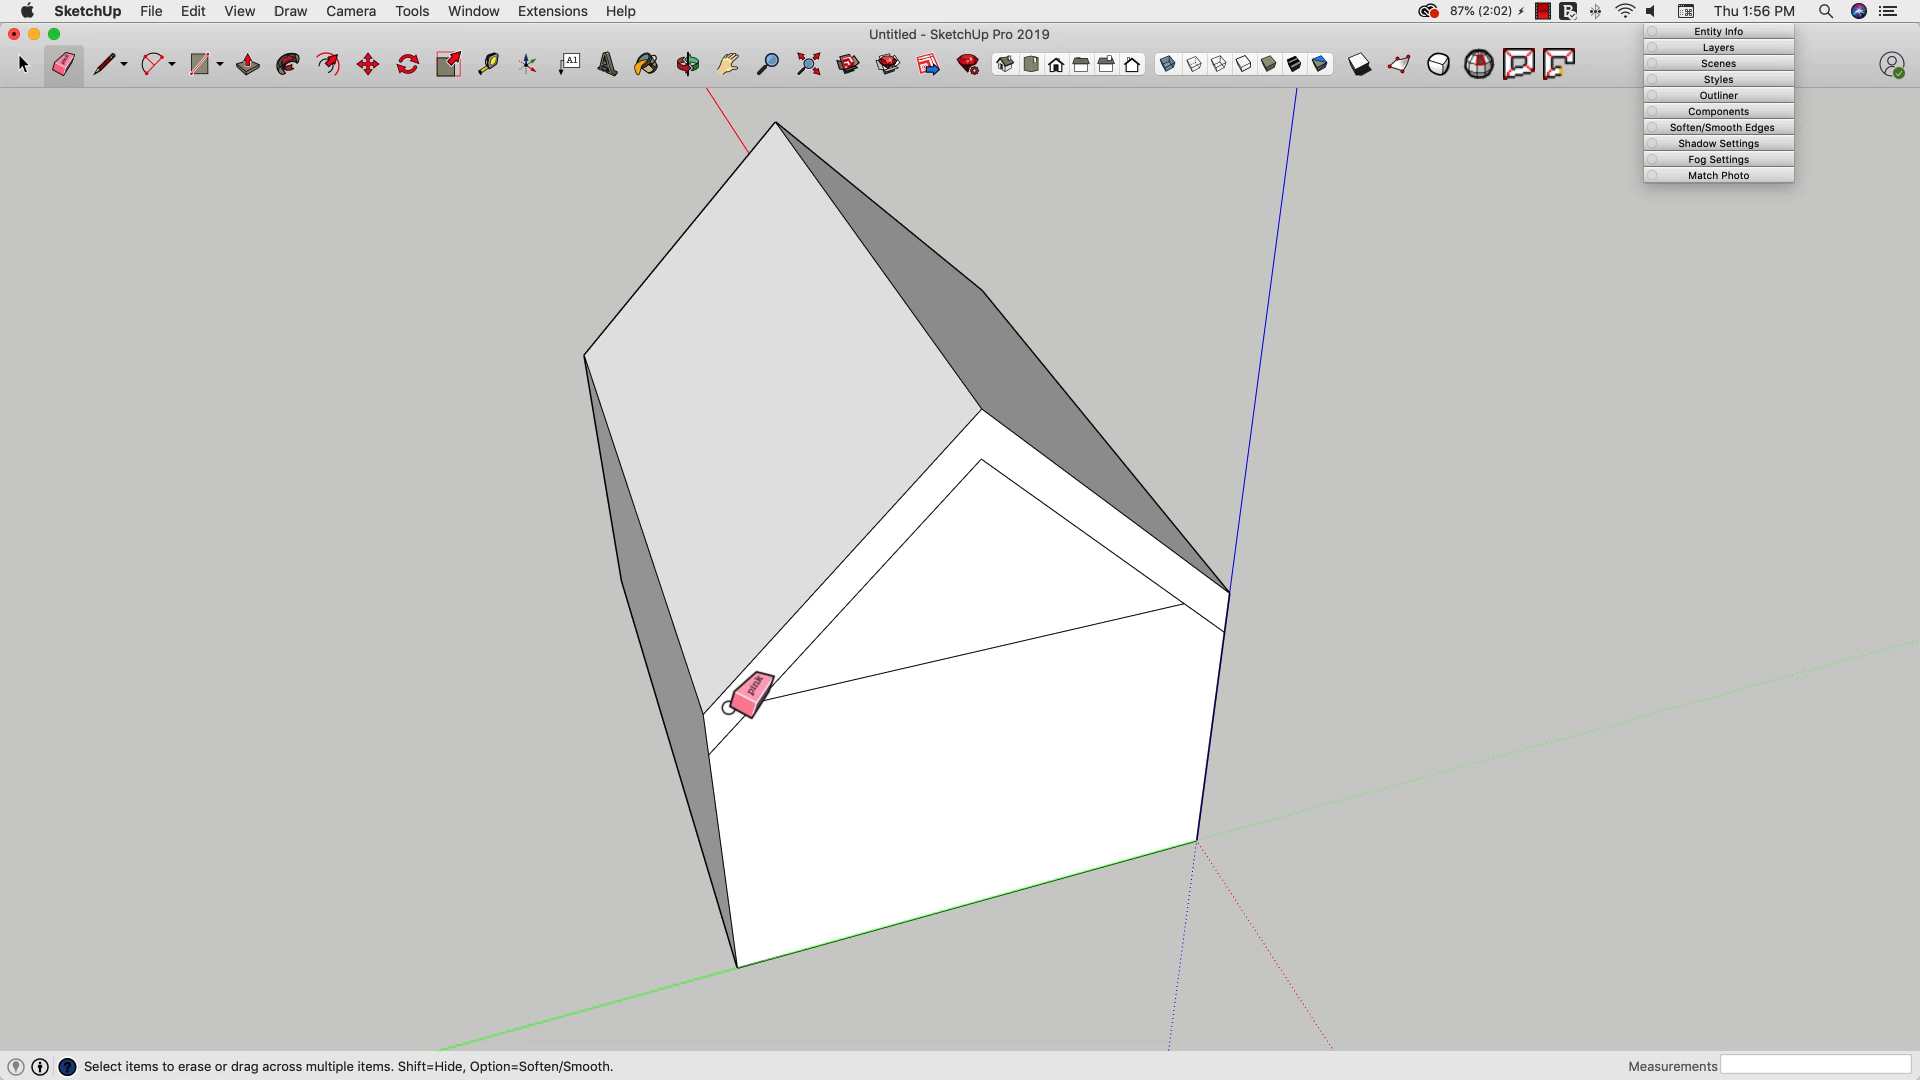 SketchUp File Edit View Draw Camera Tools Window Extensions Help 87% (2:02) Thu 1:56 PM
Untitled - SketchUp Pro 2019
A1
Entity Info
Layers
Scenes
Styles
Outliner
Components
Soften/Smooth Edges
Shadow Settings
Fog Settings
Match Photo
pink
Select items to erase or drag across multiple items. Shift=Hide, Option=Soften/Smooth.
Measurements